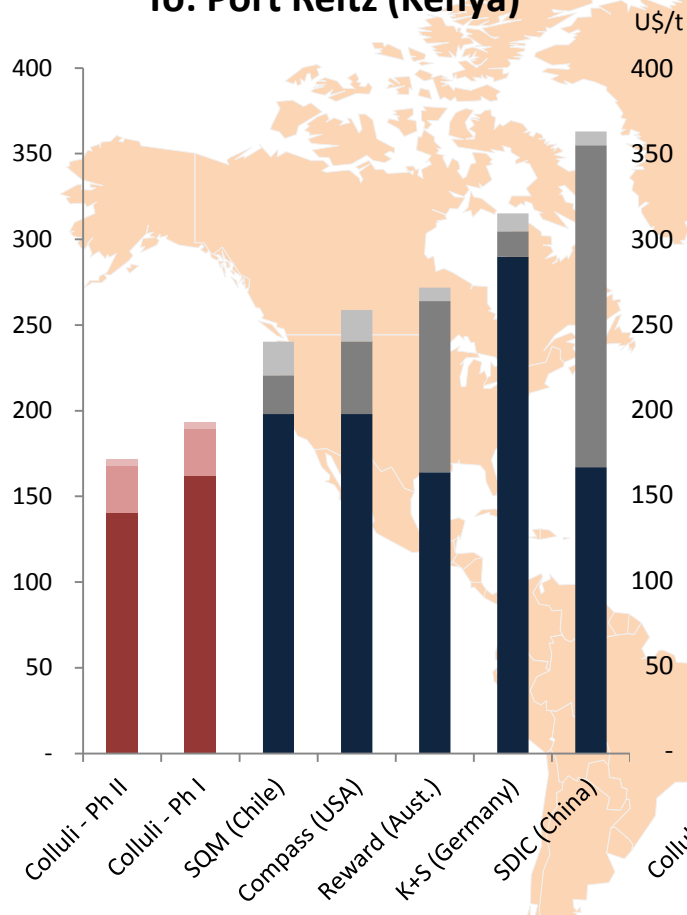 To: Port Reitz (Kenya)
U$/t
400
350
300
250
200
150
100
50
-
400
350
300
250
200
150
100
50
-
Colluli - Ph II
Colluli - Ph I
SQM (Chile)
Compass (USA)
Reward (Aust.)
K+S (Germany)
SDIC (China)
Collu